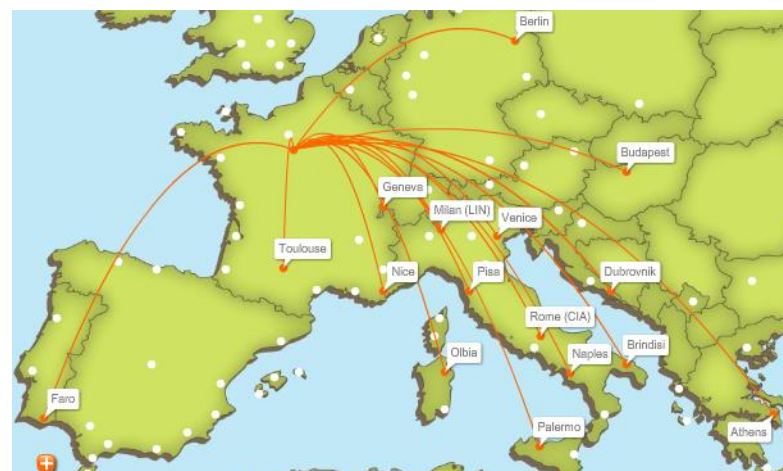 Berlin
Budapest
Geneva
Milan (LIN)
Venice
Toulouse
Nice
Pisa
Dubrovnik
Rome (CIA)
Olbia
Naples
Brindisi
Faro
Palermo
Athens